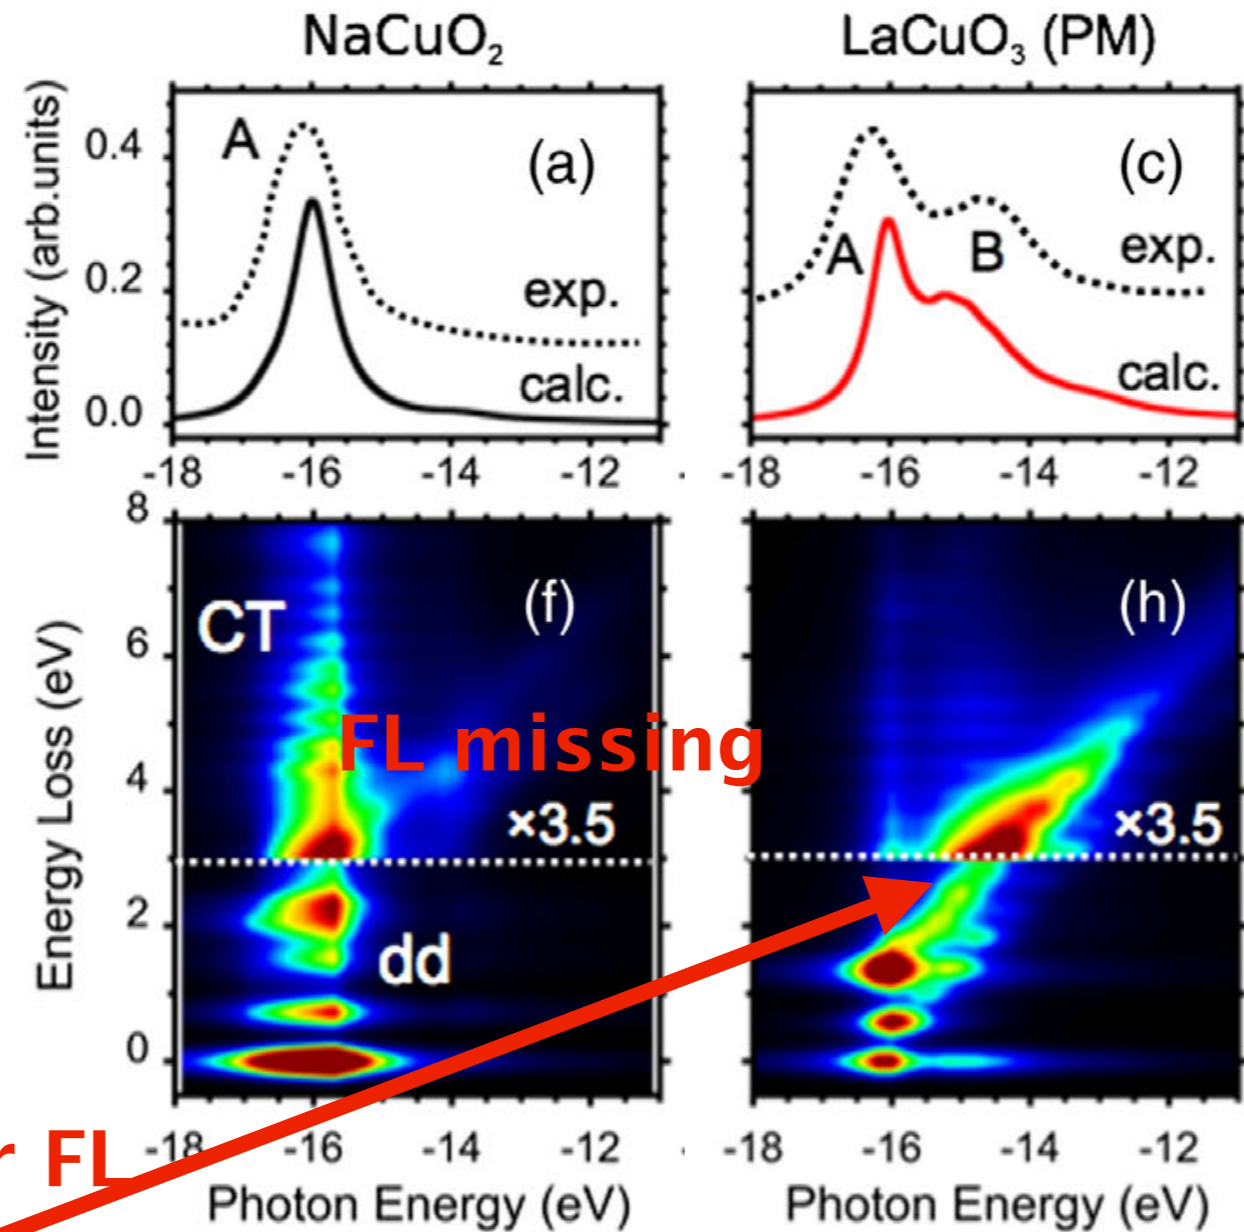 NaCuO₂
LaCuO₃ (PM)
Intensity (arb.units)
0.4
0.2
0.0
A
(a)
exp.
calc.
-18 -16 -14 -12
A
B
(c)
exp.
calc.
-18 -16 -14 -12
Energy Loss (eV)
8
6
4
2
0
CT
(f)
FL missing
×3.5
dd
(h)
×3.5
r FL
-18 -16 -14 -12
-18 -16 -14 -12
Photon Energy (eV)
Photon Energy (eV)